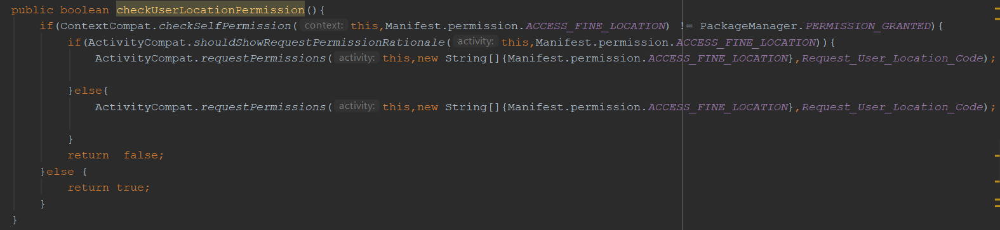 public boolean checkUserLocationPermission(){
if(ContextCompat.checkSelfPermission( context: this,Manifest.permission.ACCESS_FINE_LOCATION) != PackageManager.PERMISSION_GRANTED){
if(ActivityCompat.shouldShowRequestPermissionRationale( activity: this,Manifest.permission.ACCESS_FINE_LOCATION)){
ActivityCompat.requestPermissions( activity: this,new String[]{Manifest.permission.ACCESS_FINE_LOCATION},Request_User_Location_Code);
}else{
ActivityCompat.requestPermissions( activity: this,new String[]{Manifest.permission.ACCESS_FINE_LOCATION},Request_User_Location_Code);
}
return  false;
}else {
return true;
}
}